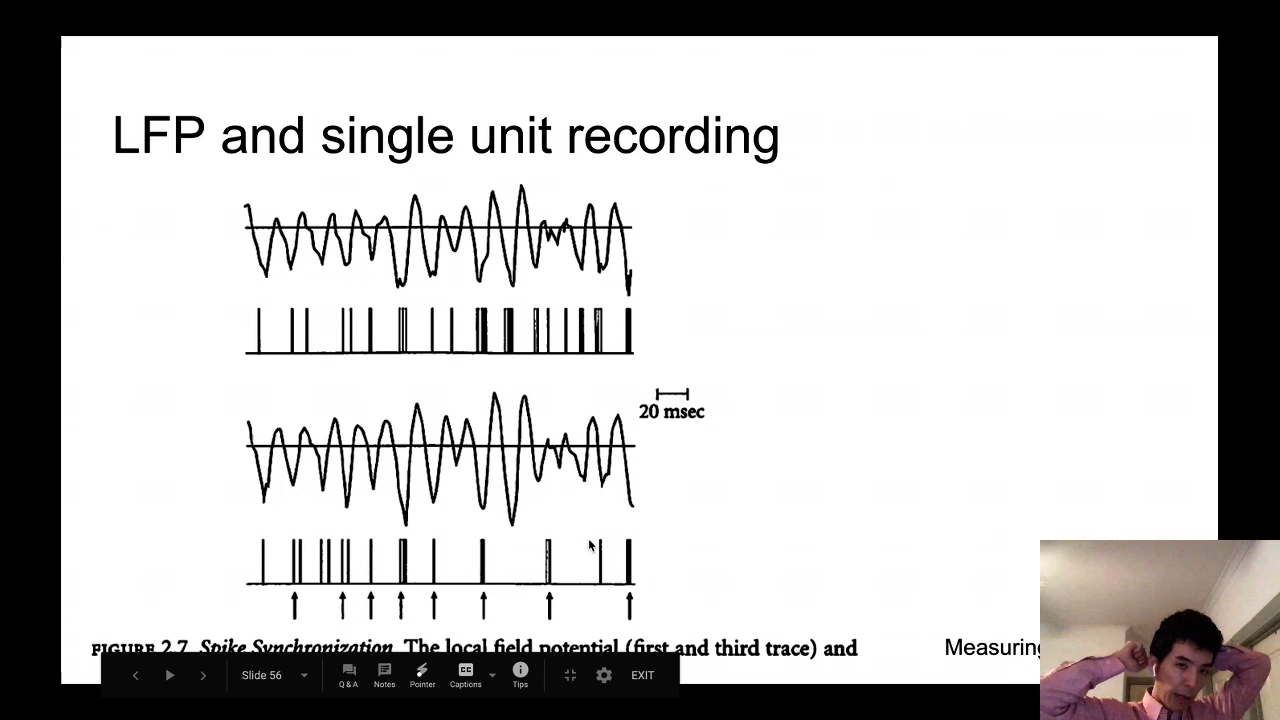 LFP and single unit recording
20 msec
FIGURE 2.7 Spike Synchronization. The local field potential (first and third trace) and
Measuring
Slide 56
Q & A
Notes
Pointer
Captions
Tips
EXIT